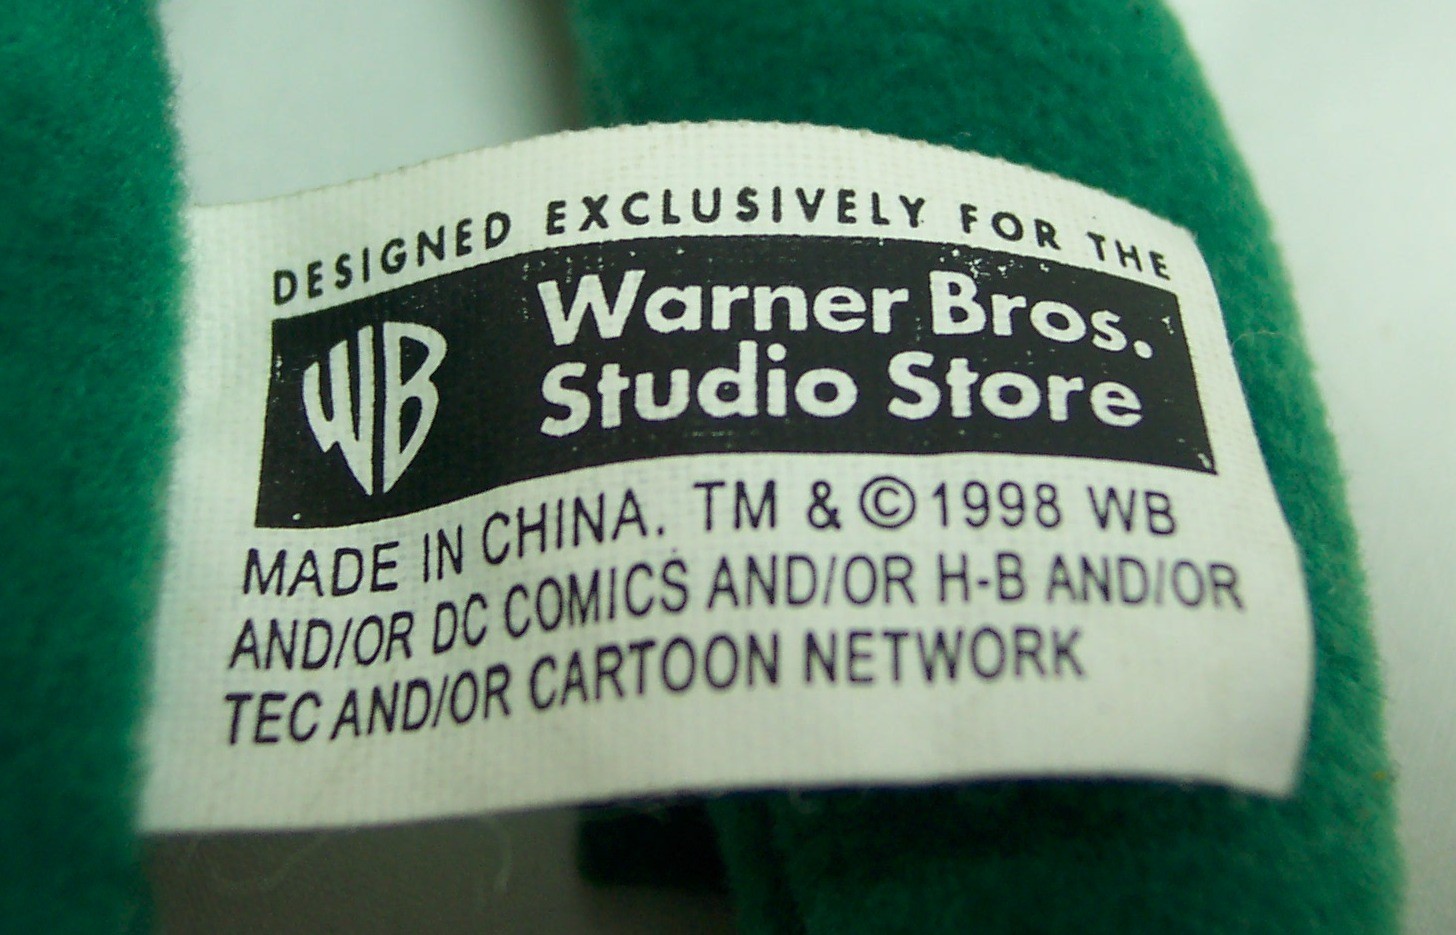 DESIGNED EXCLUSIVELY FOR THE
WB Warner Bros.
Studio Store
MADE IN CHINA. TM & © 1998 WB
AND/OR DC COMICS AND/OR H-B AND/OR
TEC AND/OR CARTOON NETWORK